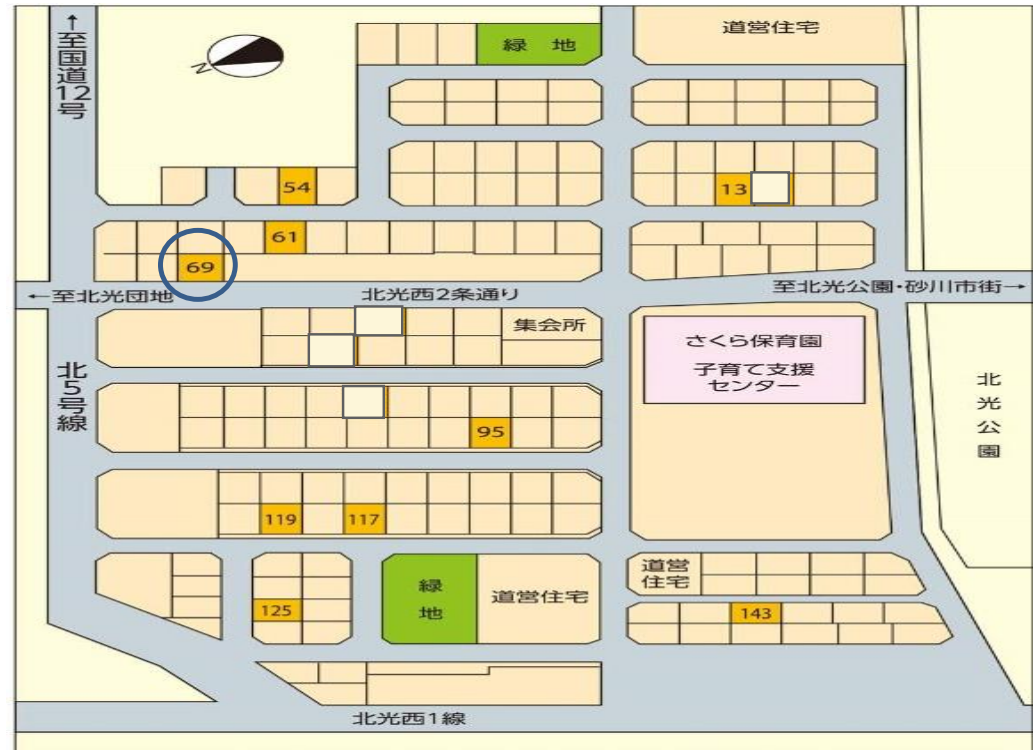 ↑至国道12号
緑 地
道営住宅
N
54
13
61
69
←至北光団地
北光西2条通り
至北光公園・砂川市街→
集会所
さくら保育園
子育て支援
センター
北5号線
北光公園
95
119
117
緑
地
道営住宅
道営
住宅
125
143
北光西1線